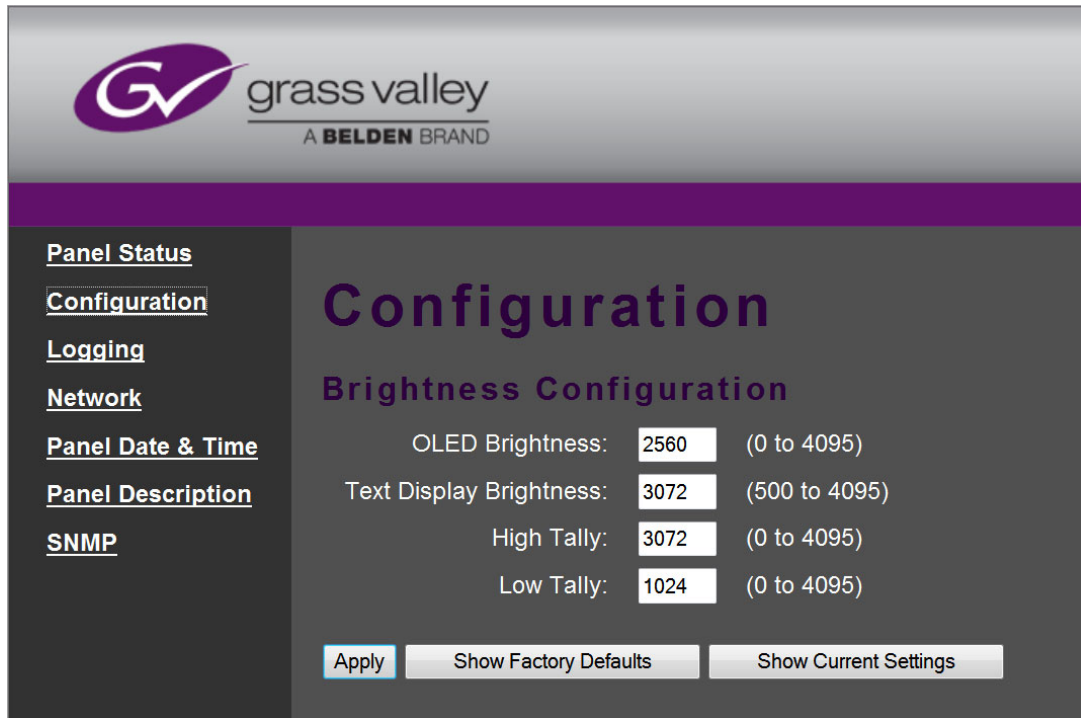 GV
grass valley
A BELDEN BRAND
Panel Status
Configuration
Logging
Network
Panel Date & Time
Panel Description
SNMP
Configuration
Brightness Configuration
OLED Brightness: 2560 (0 to 4095)
Text Display Brightness: 3072 (500 to 4095)
High Tally: 3072 (0 to 4095)
Low Tally: 1024 (0 to 4095)
Apply Show Factory Defaults Show Current Settings